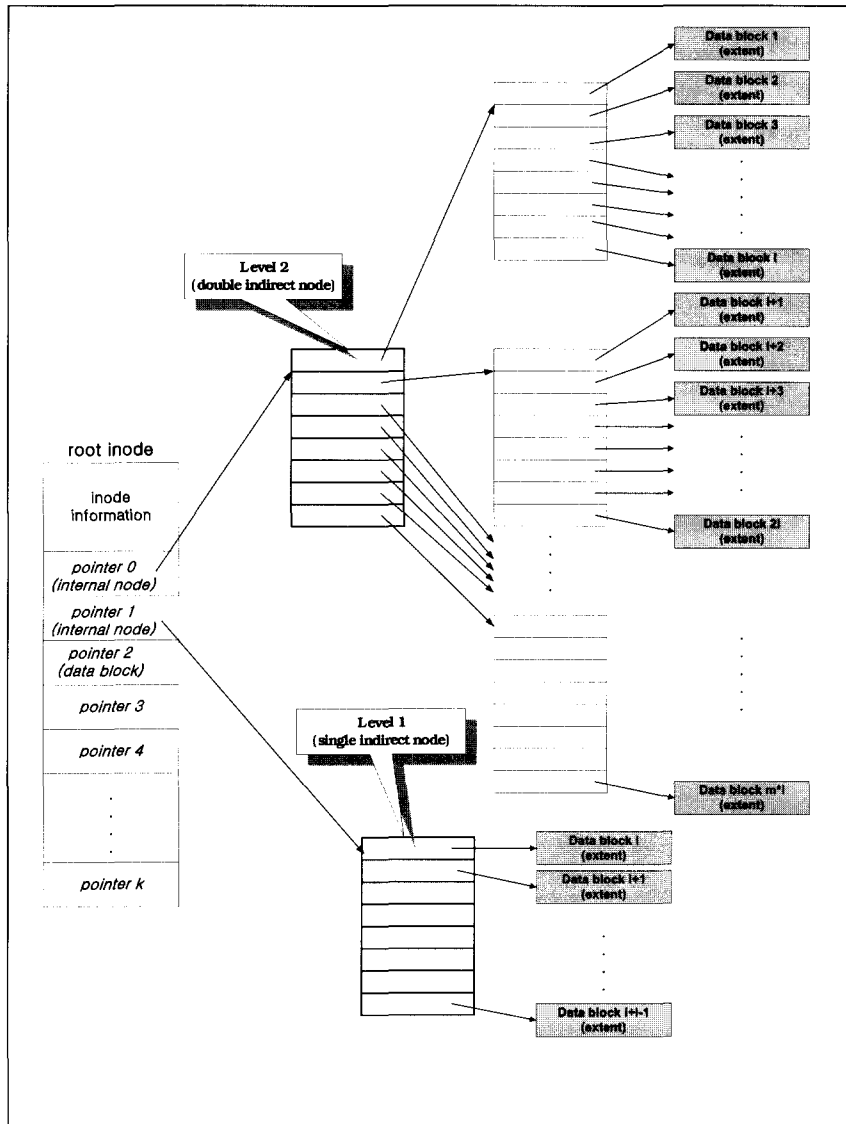 Data block 1
(extent)
Data block 2
(extent)
Data block 3
(extent)
Data block i
(extent)
Level 2
(double indirect node)
Data block i+1
(extent)
Data block i+2
(extent)
Data block i+3
(extent)
Data block 2i
(extent)
root inode
inode
information
pointer 0
(internal node)
pointer 1
(internal node)
pointer 2
(data block)
pointer 3
pointer 4
pointer k
Level 1
(single indirect node)
Data block m*i
(extent)
Data block i
(extent)
Data block i+1
(extent)
Data block i+i-1
(extent)